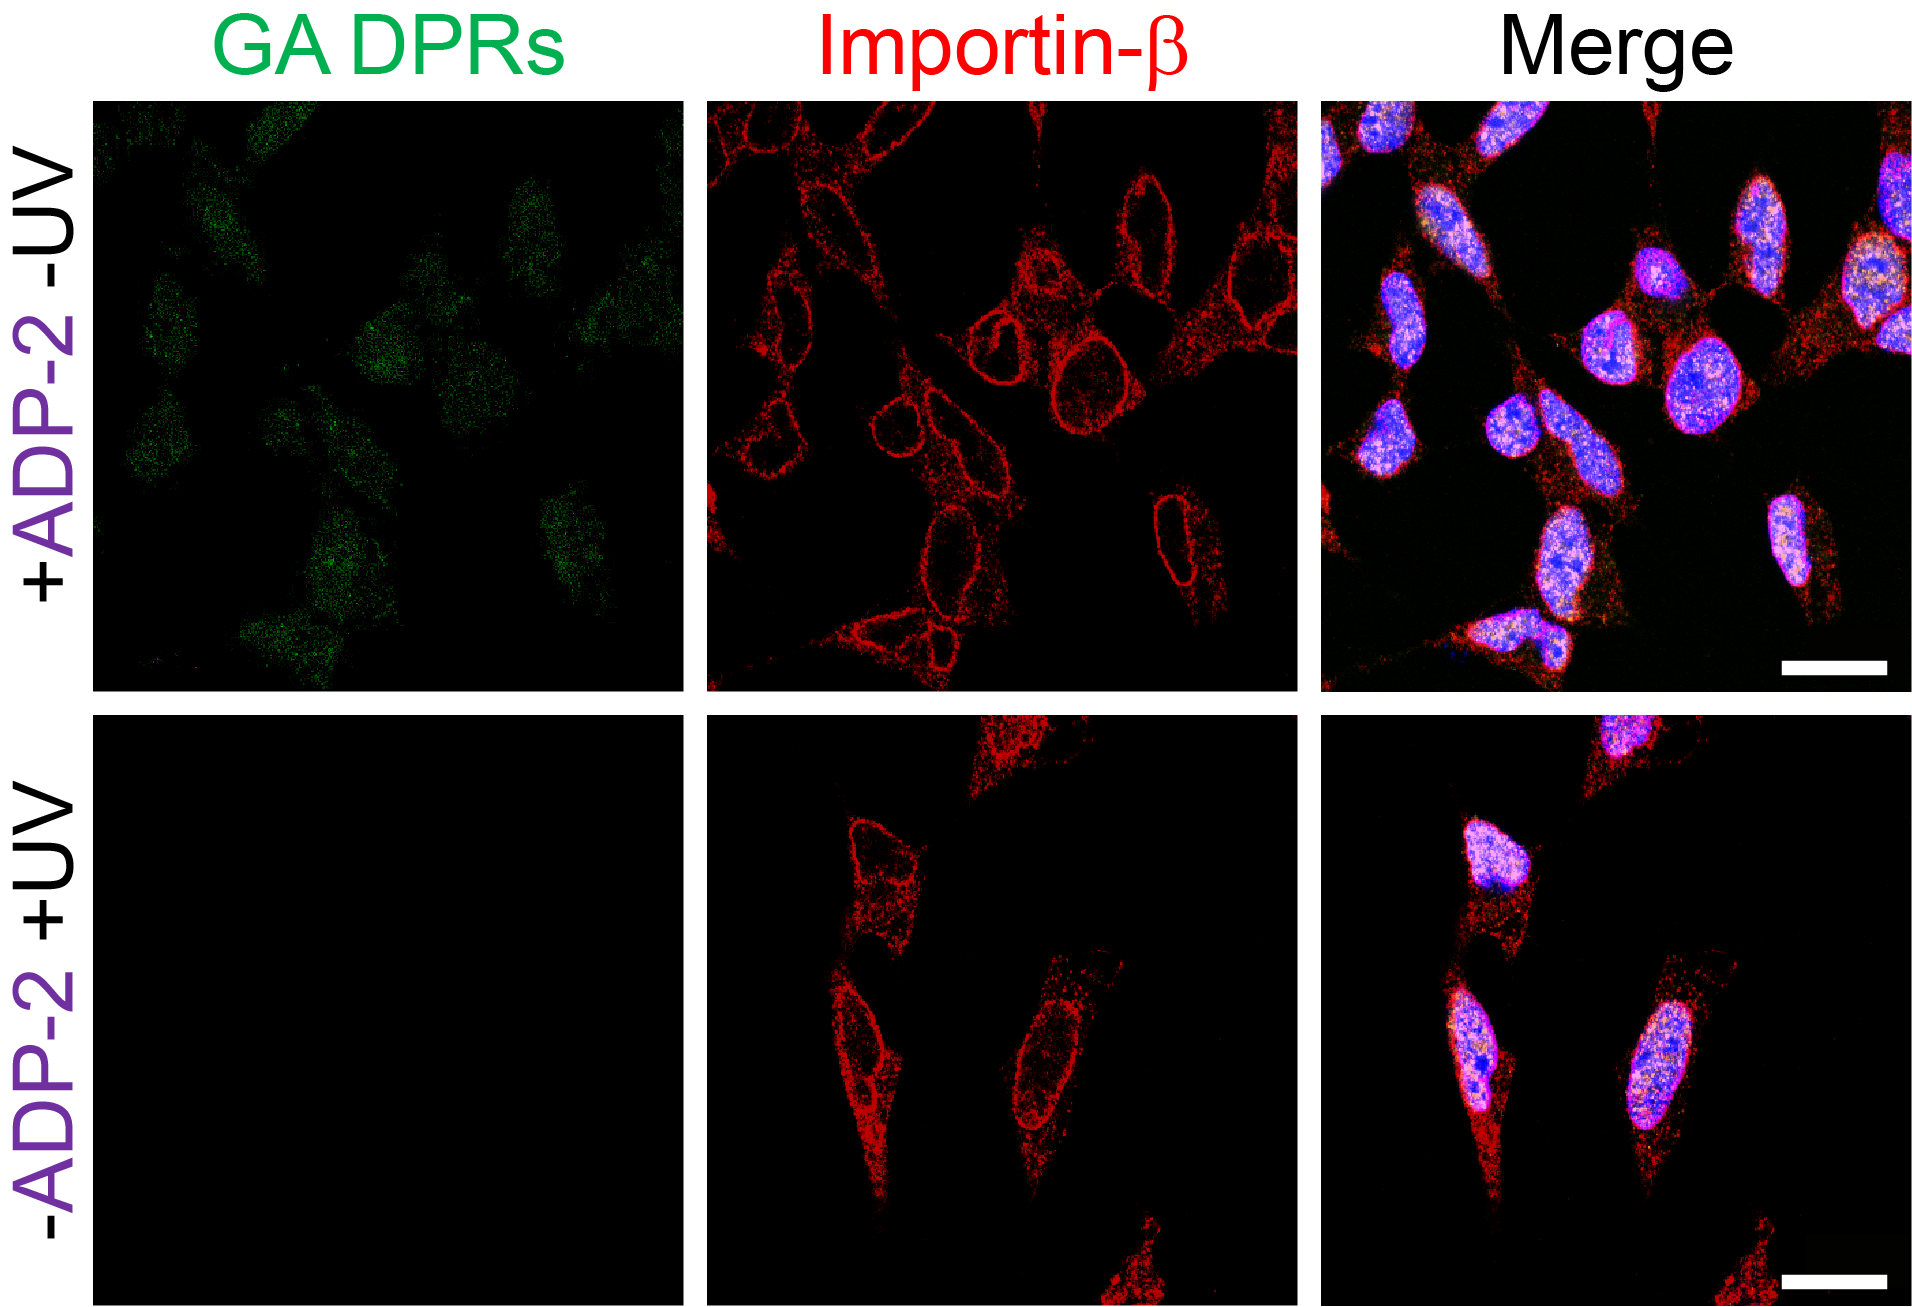 GA DPRs
Importin-β
Merge
+ADP-2 -UV
-ADP-2 +UV